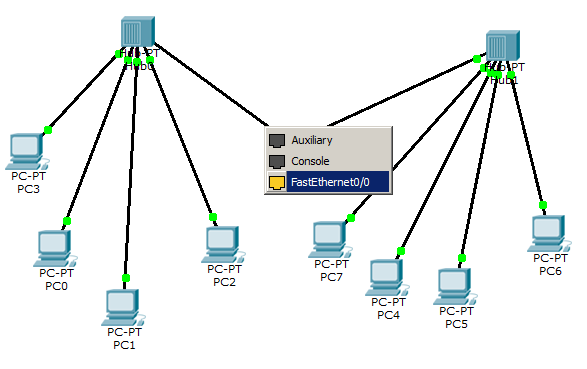 Hub-PT
Hub0
Hub-PT
Hub1
Auxiliary
Console
FastEthernet0/0
PC-PT
PC3
PC-PT
PC0
PC-PT
PC1
PC-PT
PC2
PC-PT
PC7
PC-PT
PC4
PC-PT
PC5
PC-PT
PC6